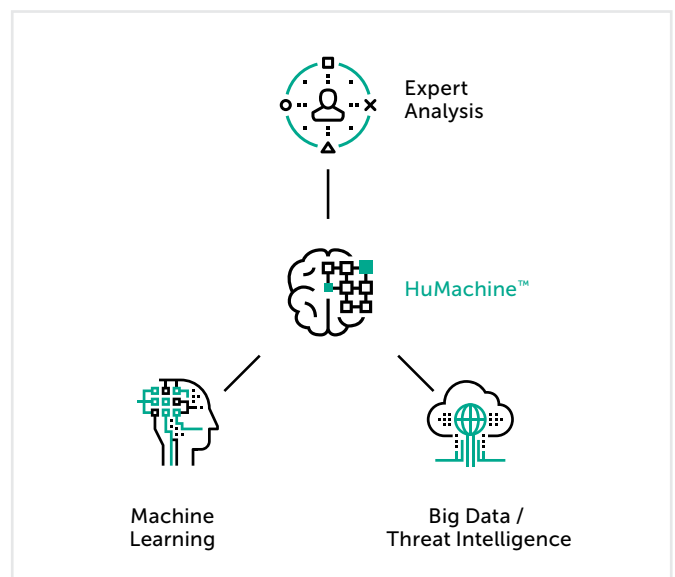 Expert
Analysis
HuMachine™
Machine
Learning
Big Data /
Threat Intelligence